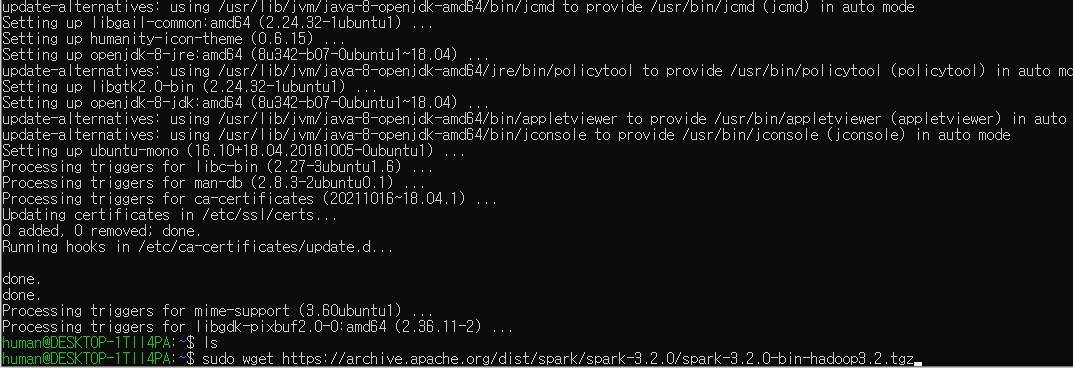 update-alternatives: using /usr/lib/jvm/java-8-openjdk-amd64/bin/jcmd to provide /usr/bin/jcmd (jcmd) in auto mode
Setting up libgail-common:amd64 (2.24.32-1ubuntu1) ...
Setting up humanity-icon-theme (0.6.15) ...
Setting up openjdk-8-jre:amd64 (8u342-b07-0ubuntu1~18.04) ...
update-alternatives: using /usr/lib/jvm/java-8-openjdk-amd64/jre/bin/policytool to provide /usr/bin/policytool (policytool) in auto mo
Setting up libgtk2.0-bin (2.24.32-1ubuntu1) ...
Setting up openjdk-8-jdk:amd64 (8u342-b07-0ubuntu1~18.04) ...
update-alternatives: using /usr/lib/jvm/java-8-openjdk-amd64/bin/appletviewer to provide /usr/bin/appletviewer (appletviewer) in auto
update-alternatives: using /usr/lib/jvm/java-8-openjdk-amd64/bin/jconsole to provide /usr/bin/jconsole (jconsole) in auto mode
Setting up ubuntu-mono (16.10+18.04.20181005-0ubuntu1) ...
Processing triggers for libc-bin (2.27-3ubuntu1.6) ...
Processing triggers for man-db (2.8.3-2ubuntu0.1) ...
Processing triggers for ca-certificates (20211016~18.04.1) ...
Updating certificates in /etc/ssl/certs...
0 added, 0 removed; done.
Running hooks in /etc/ca-certificates/update.d...
done.
done.
Processing triggers for mime-support (3.60ubuntu1) ...
Processing triggers for libgdk-pixbuf2.0-0:amd64 (2.36.11-2) ...
human@DESKTOP-1TII4PA:~$ ls
human@DESKTOP-1TII4PA:~$ sudo wget https://archive.apache.org/dist/spark/spark-3.2.0/spark-3.2.0-bin-hadoop3.2.tgz